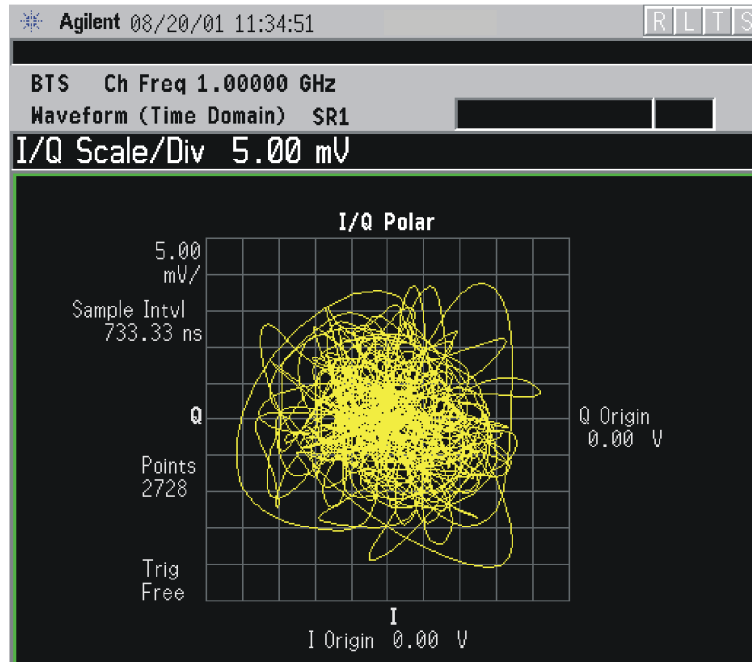 Agilent 08/20/01 11:34:51
R L T S
BTS Ch Freq 1.00000 GHz
Waveform (Time Domain) SR1
I/Q Scale/Div 5.00 mV
I/Q Polar
5.00
mV/
Sample Intvl
733.33 ns
Q
Q Origin
0.00 V
Points
2728
Trig
Free
I
I Origin 0.00 V